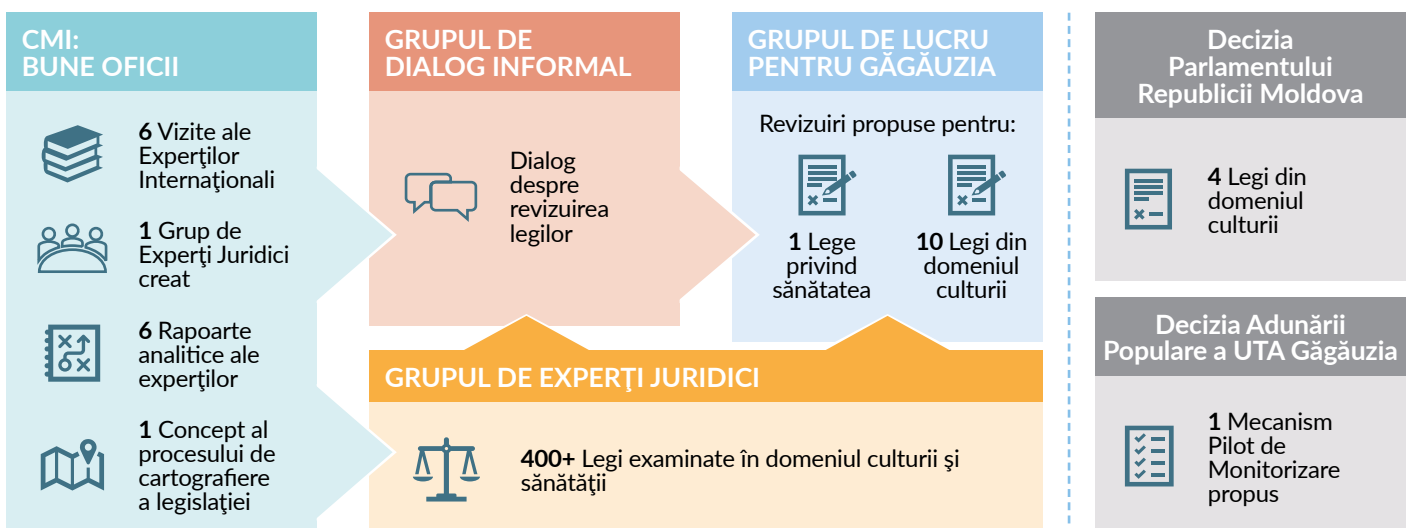 CMI:
BUNE OFICII
6 Vizite ale
Experţilor
Internaţionali
1 Grup de
Experţi Juridici
creat
6 Rapoarte
analitice ale
experţilor
1 Concept al
procesului de
cartografiere
a legislaţiei
GRUPUL DE
DIALOG INFORMAL
Dialog
despre
revizuirea
legilor
GRUPUL DE LUCRU
PENTRU GĂGĂUZIA
Revizuiri propuse pentru:
1 Lege
privind
sănătatea
10 Legi din
domeniul
culturii
GRUPUL DE EXPERŢI JURIDICI
400+ Legi examinate în domeniul culturii şi
sănătăţii
Decizia
Parlamentului
Republicii Moldova
4 Legi din
domeniul
culturii
Decizia Adunării
Populare a UTA Găgăuzia
1 Mecanism
Pilot de
Monitorizare
propus